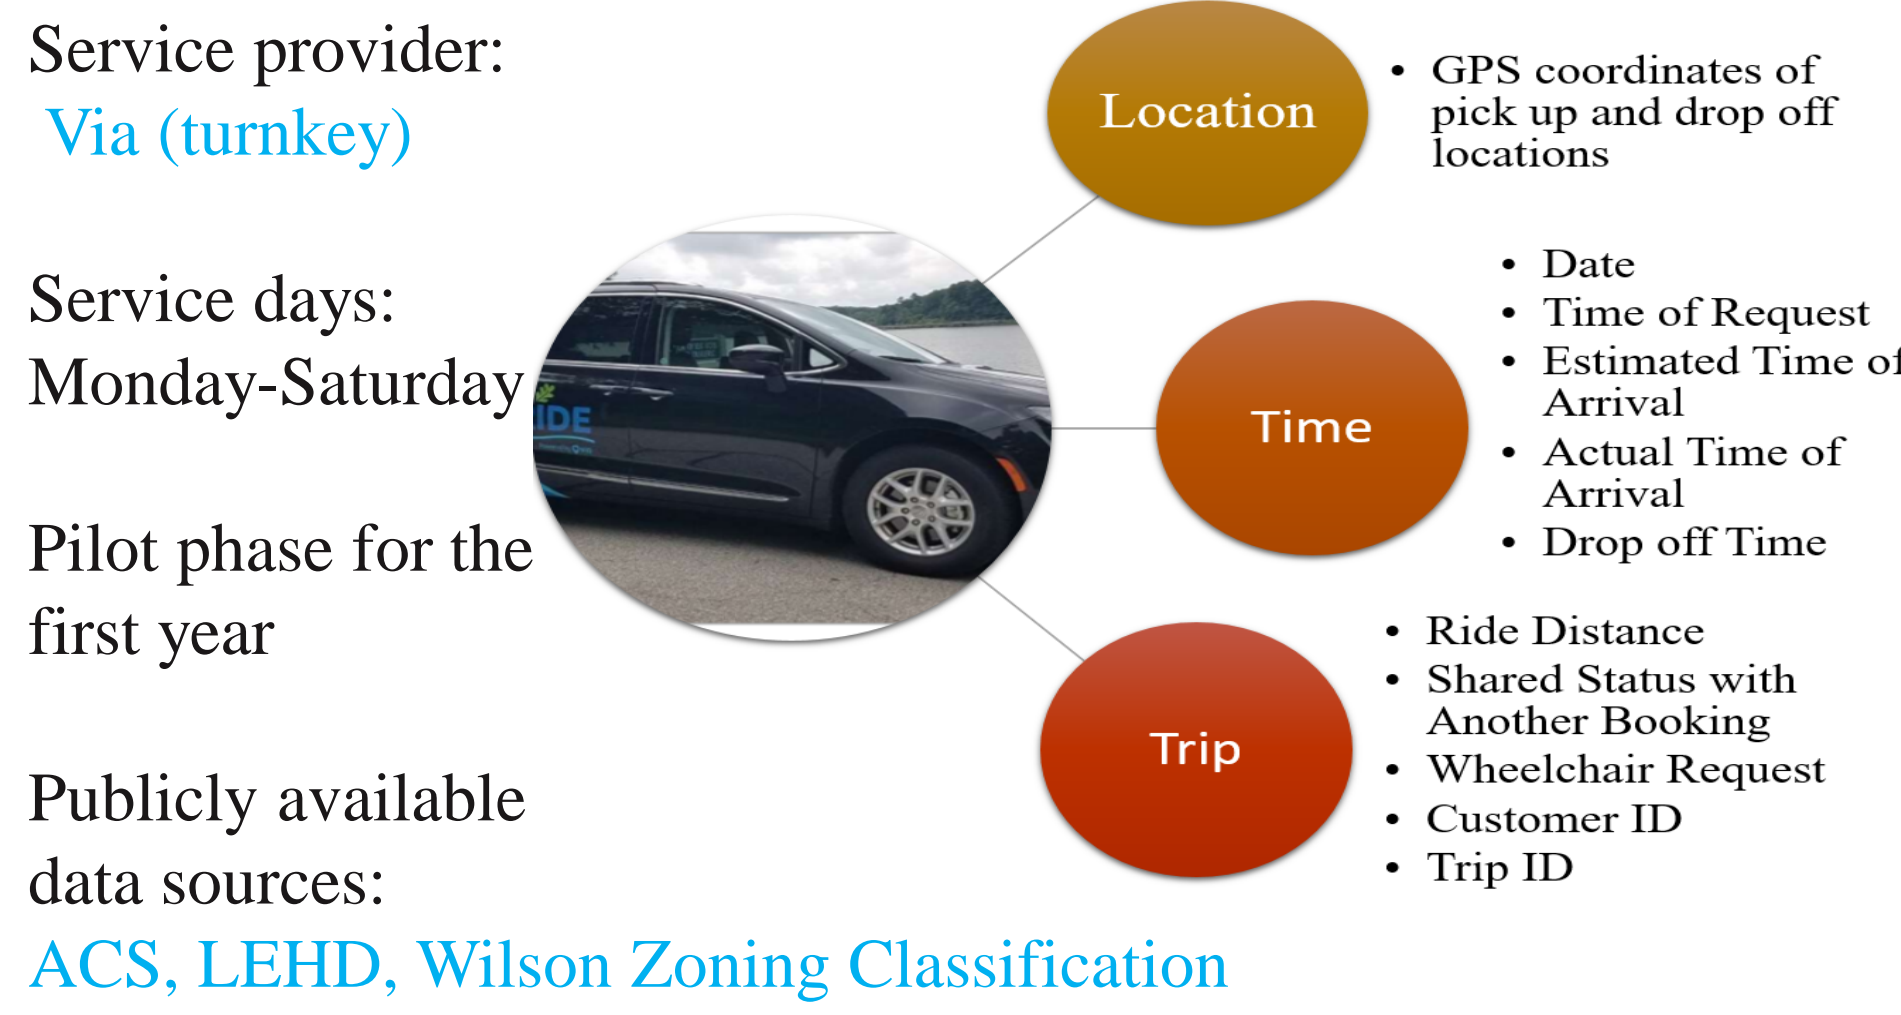 Service provider:
Via (turnkey)
Service days:
Monday-Saturday
Pilot phase for the
first year
Publicly available
data sources:
ACS, LEHD, Wilson Zoning Classification
IDE
Location
• GPS coordinates of
pick up and drop off
locations
Time
• Date
• Time of Request
• Estimated Time of
Arrival
• Actual Time of
Arrival
• Drop off Time
Trip
• Ride Distance
• Shared Status with
Another Booking
• Wheelchair Request
• Customer ID
• Trip ID